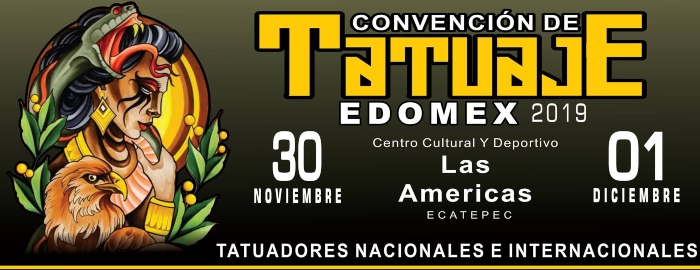 CONVENCIÓN DE
TATUAJE
EDOMEX 2019
30
NOVIEMBRE
Centro Cultural Y Deportivo
Las
Americas
ECATEPEC
01
DICIEMBRE
TATUADORES NACIONALES E INTERNACIONALES